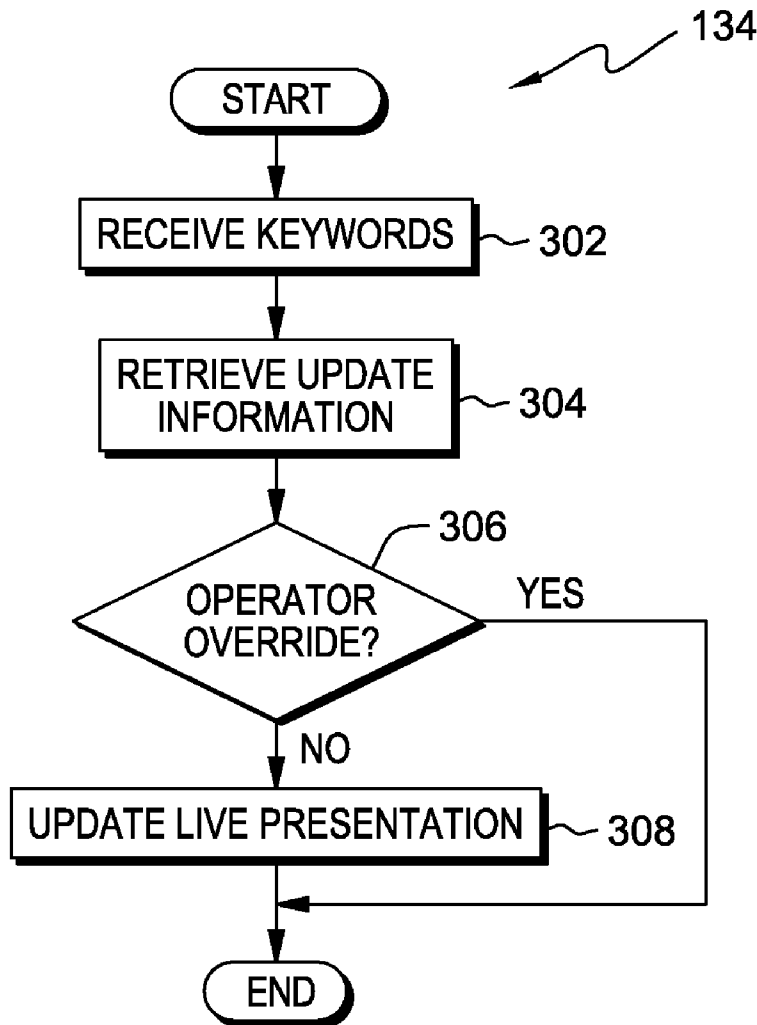 134
START
RECEIVE KEYWORDS
302
RETRIEVE UPDATE
INFORMATION
304
306
OPERATOR
OVERRIDE?
YES
NO
UPDATE LIVE PRESENTATION
308
END